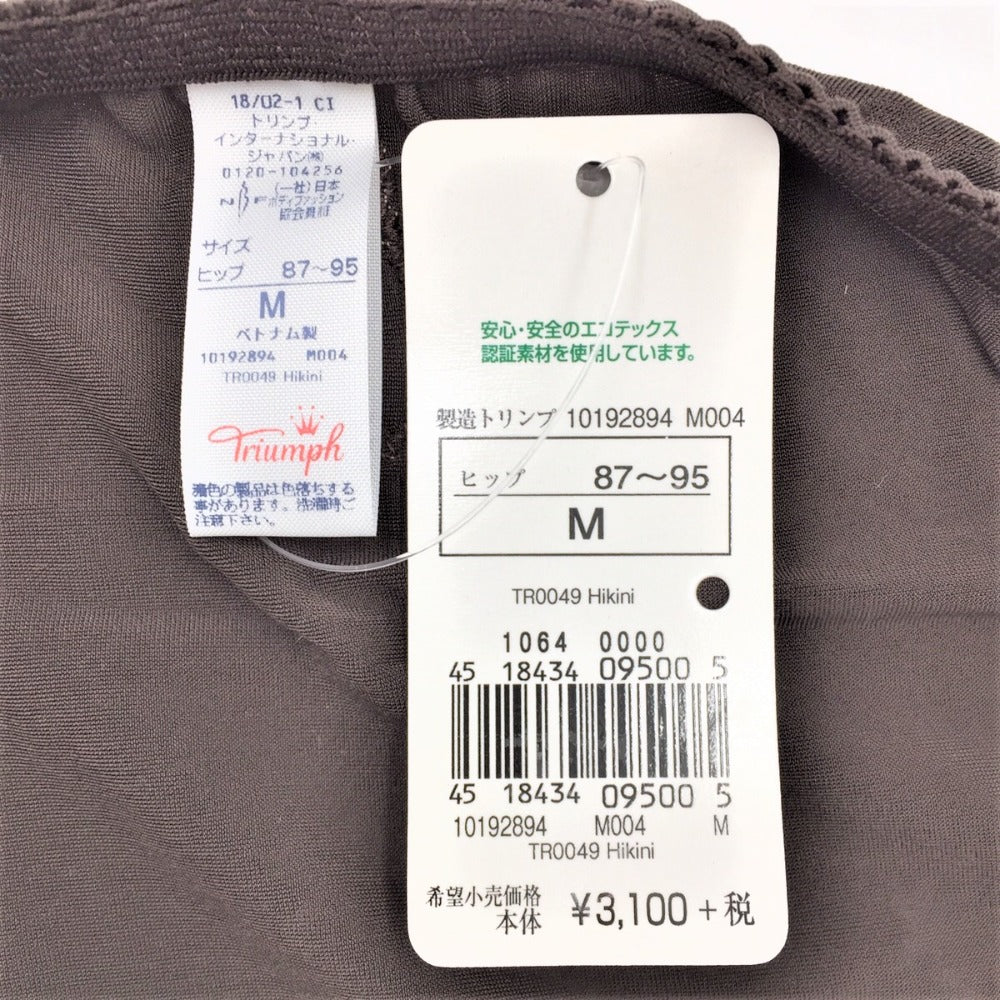 18/02-1 CI
トリンプ
インターナショナル・
ジャパン㈱
0120-104256
(一社)日本
NBF ボディファッション
協会員証
サイズ
ヒップ 87~95
M
ベトナム製
10192894 M004
TR0049 Hikini
Triumph
濃色の製品は色落ちする
事があります。洗濯時ご
注意下さい。
安心・安全のエコテックス
認証素材を使用しています。
製造トリンプ 10192894 M004
ヒップ 87~95
M
TR0049 Hikini
1064 0000
45 18434 09500 5
45 18434 09500 5
10192894 M004 M
TR0049 Hikini
希望小売価格
本体 ¥3,100+税